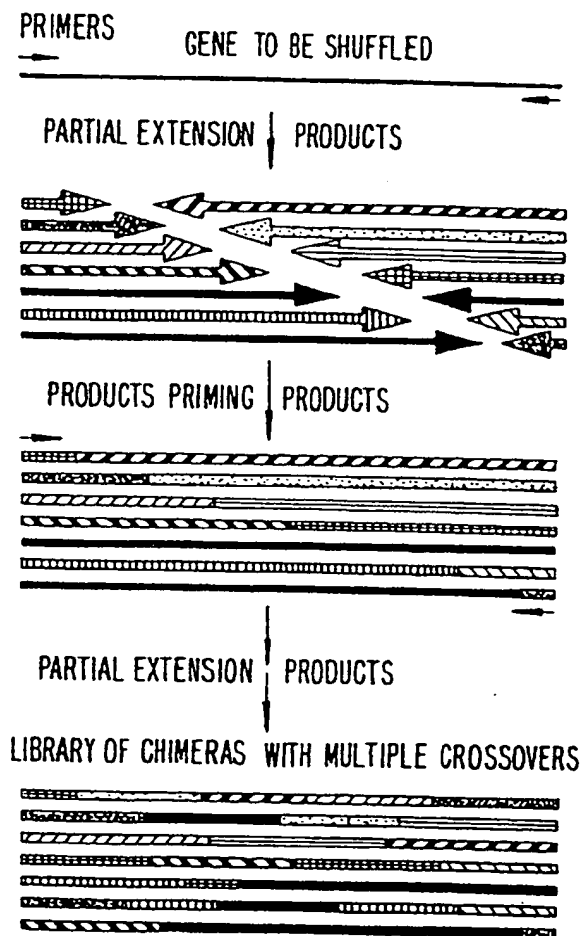 PRIMERS
GENE TO BE SHUFFLED
PARTIAL EXTENSION PRODUCTS
PRODUCTS PRIMING PRODUCTS
PARTIAL EXTENSION PRODUCTS
LIBRARY OF CHIMERAS WITH MULTIPLE CROSSOVERS